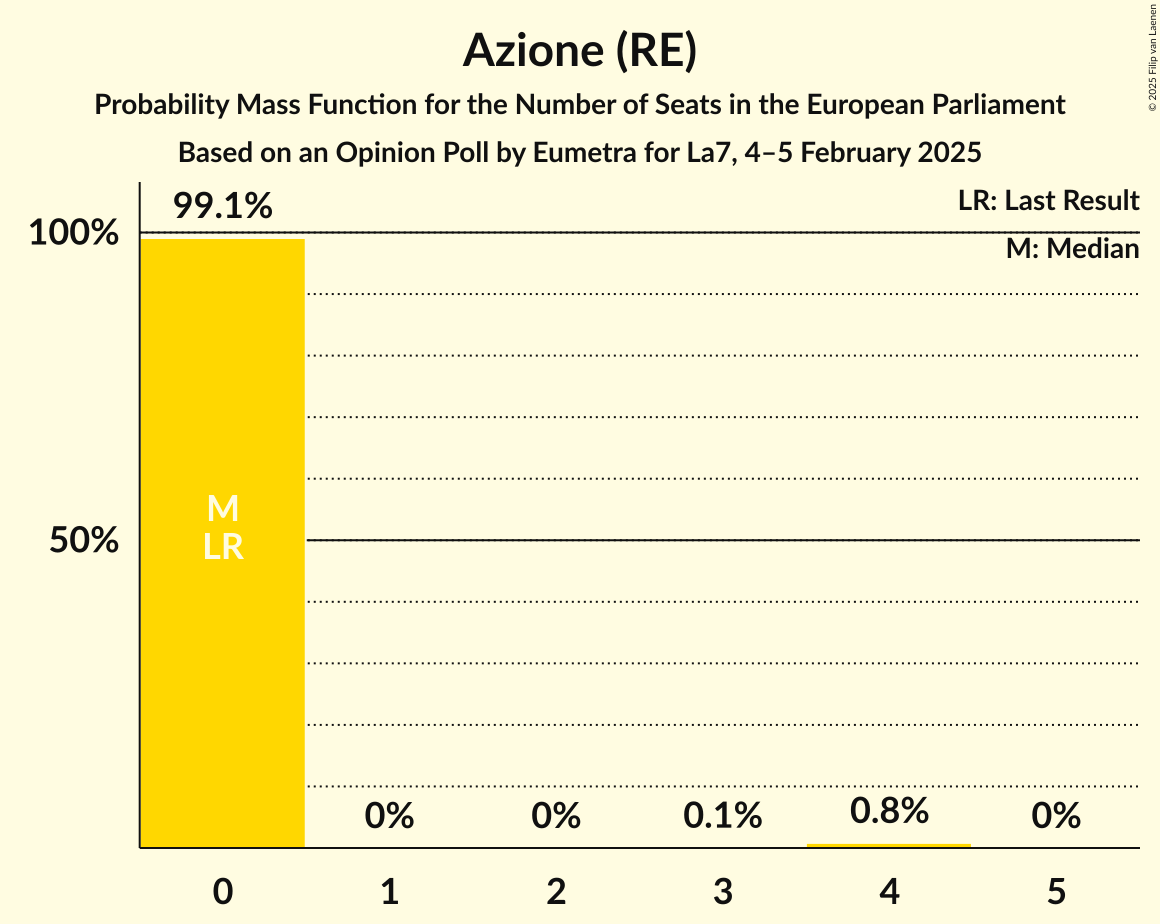 Azione (RE)
Probability Mass Function for the Number of Seats in the European Parliament
Based on an Opinion Poll by Eumetra for La7, 4–5 February 2025
© 2025 Filip van Laenen
LR: Last Result
M: Median
99.1%
100%
50%
M
LR
0%
0%
0.1%
0.8%
0%
0
1
2
3
4
5